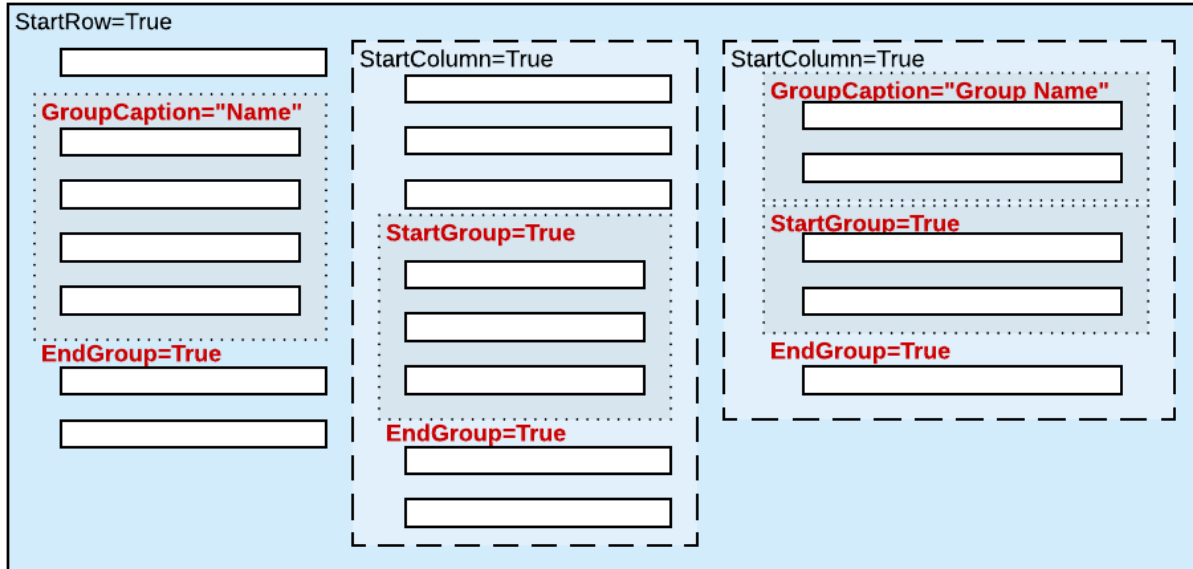 StartRow=True
GroupCaption="Name"
EndGroup=True
StartColumn=True
StartGroup=True
EndGroup=True
StartColumn=True
GroupCaption="Group Name"
StartGroup=True
EndGroup=True